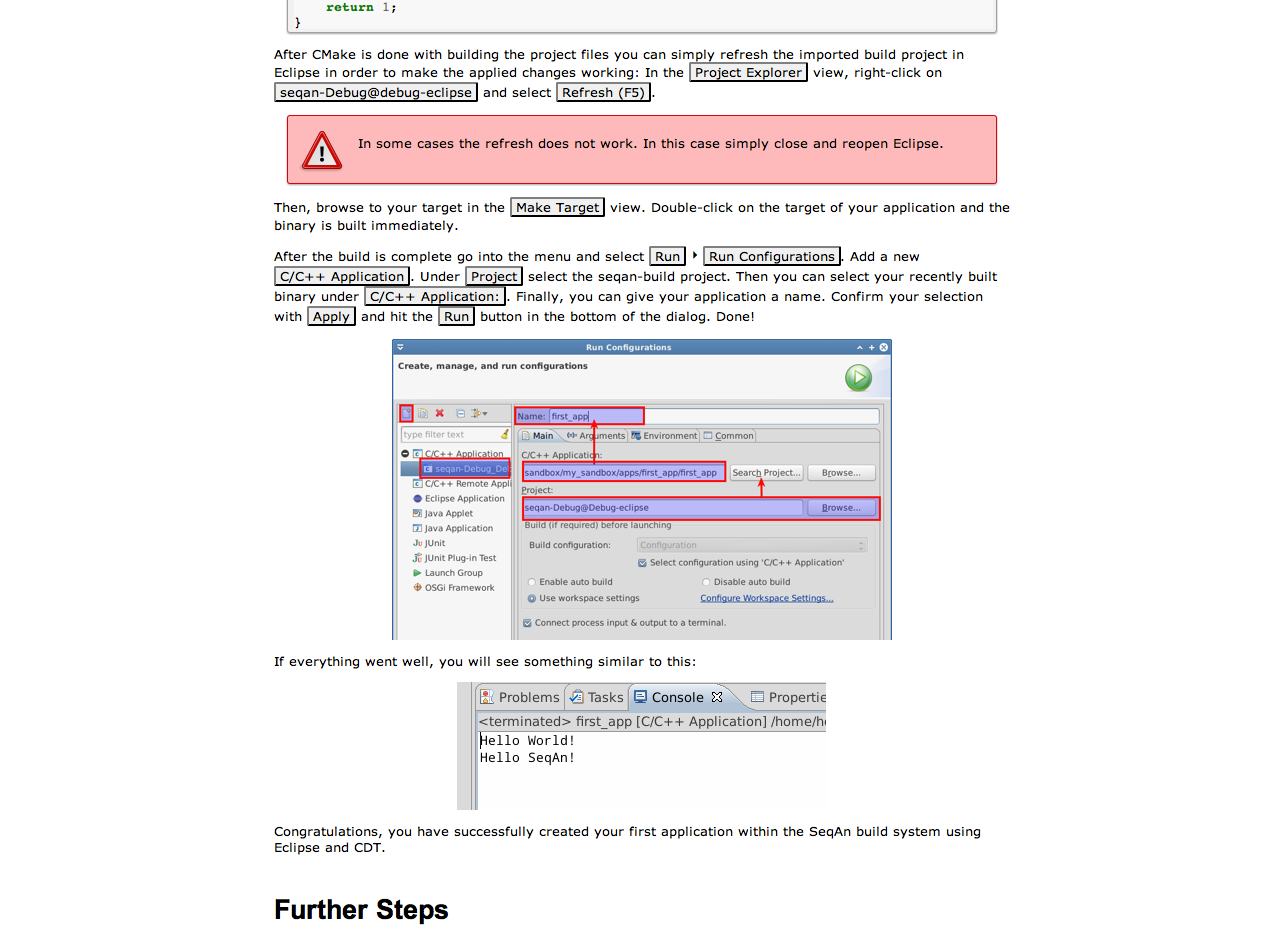 return 1;
}
After CMake is done with building the project files you can simply refresh the imported build project in
Eclipse in order to make the applied changes working: In the Project Explorer view, right-click on
seqan-Debug@debug-eclipse and select Refresh (F5).
In some cases the refresh does not work. In this case simply close and reopen Eclipse.
Then, browse to your target in the Make Target view. Double-click on the target of your application and the
binary is built immediately.
After the build is complete go into the menu and select Run ‣ Run Configurations. Add a new
C/C++ Application. Under Project select the seqan-build project. Then you can select your recently built
binary under C/C++ Application:. Finally, you can give your application a name. Confirm your selection
with Apply and hit the Run button in the bottom of the dialog. Done!
Run Configurations
Create, manage, and run configurations
Name: first_app
type filter text
Main Arguments Environment Common
C/C++ Application
C/C++ Application:
seqan-Debug_Deb
sandbox/my_sandbox/apps/first_app/first_app Search Project... Browse...
C/C++ Remote Appli
Project:
Eclipse Application
seqan-Debug@Debug-eclipse Browse...
Java Applet
Build (if required) before launching
Java Application
JUnit
Build configuration: Configuration
JUnit Plug-in Test
Select configuration using 'C/C++ Application'
Launch Group
Enable auto build Disable auto build
OSGi Framework
Use workspace settings Configure Workspace Settings...
Connect process input & output to a terminal.
If everything went well, you will see something similar to this:
Problems Tasks Console Propertie
<terminated> first_app [C/C++ Application] /home/h
Hello World!
Hello SeqAn!
Congratulations, you have successfully created your first application within the SeqAn build system using
Eclipse and CDT.
Further Steps